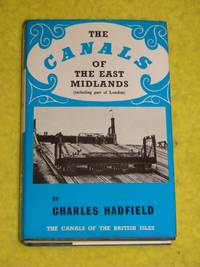 THE
CANALS
OF
THE EAST
MIDLANDS
(including part of London)
BY
CHARLES HADFIELD
THE CANALS OF THE BRITISH ISLES